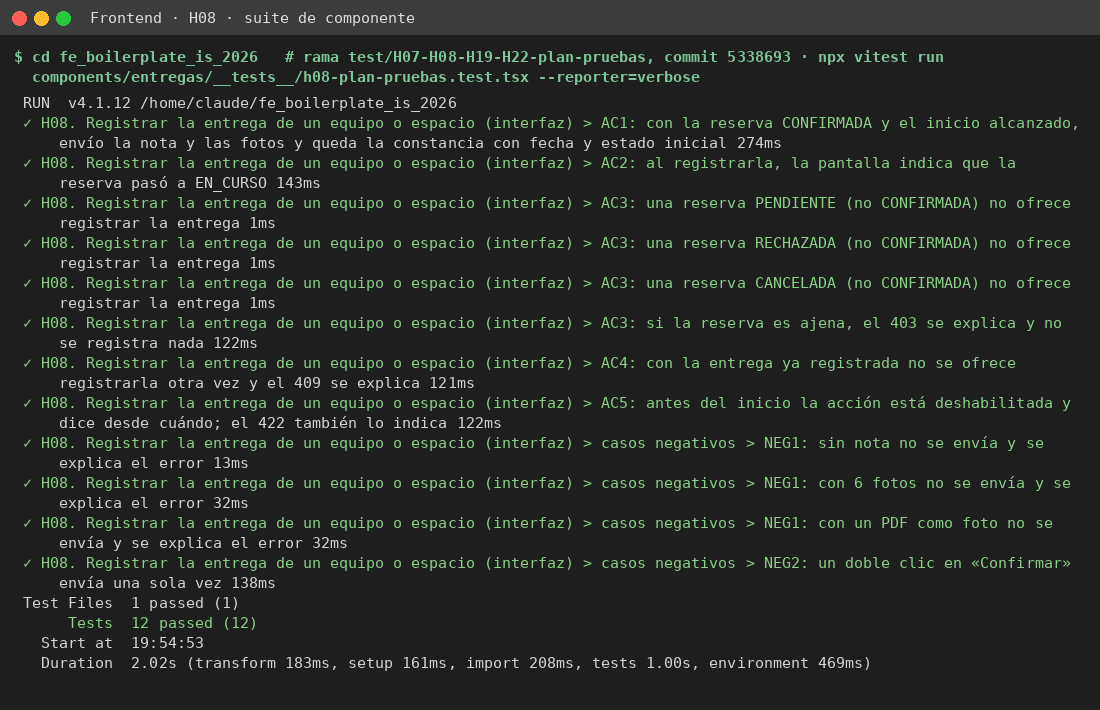 Frontend · H08 · suite de componente
$ cd fe_boilerplate_is_2026   # rama test/H07-H08-H19-H22-plan-pruebas, commit 5338693 · npx vitest run
components/entregas/__tests__/h08-plan-pruebas.test.tsx --reporter=verbose
RUN  v4.1.12 /home/claude/fe_boilerplate_is_2026
✓ H08. Registrar la entrega de un equipo o espacio (interfaz) > AC1: con la reserva CONFIRMADA y el inicio alcanzado,
envío la nota y las fotos y queda la constancia con fecha y estado inicial 274ms
✓ H08. Registrar la entrega de un equipo o espacio (interfaz) > AC2: al registrarla, la pantalla indica que la
reserva pasó a EN_CURSO 143ms
✓ H08. Registrar la entrega de un equipo o espacio (interfaz) > AC3: una reserva PENDIENTE (no CONFIRMADA) no ofrece
registrar la entrega 1ms
✓ H08. Registrar la entrega de un equipo o espacio (interfaz) > AC3: una reserva RECHAZADA (no CONFIRMADA) no ofrece
registrar la entrega 1ms
✓ H08. Registrar la entrega de un equipo o espacio (interfaz) > AC3: una reserva CANCELADA (no CONFIRMADA) no ofrece
registrar la entrega 1ms
✓ H08. Registrar la entrega de un equipo o espacio (interfaz) > AC3: si la reserva es ajena, el 403 se explica y no
se registra nada 122ms
✓ H08. Registrar la entrega de un equipo o espacio (interfaz) > AC4: con la entrega ya registrada no se ofrece
registrarla otra vez y el 409 se explica 121ms
✓ H08. Registrar la entrega de un equipo o espacio (interfaz) > AC5: antes del inicio la acción está deshabilitada y
dice desde cuándo; el 422 también lo indica 122ms
✓ H08. Registrar la entrega de un equipo o espacio (interfaz) > casos negativos > NEG1: sin nota no se envía y se
explica el error 13ms
✓ H08. Registrar la entrega de un equipo o espacio (interfaz) > casos negativos > NEG1: con 6 fotos no se envía y se
explica el error 32ms
✓ H08. Registrar la entrega de un equipo o espacio (interfaz) > casos negativos > NEG1: con un PDF como foto no se
envía y se explica el error 32ms
✓ H08. Registrar la entrega de un equipo o espacio (interfaz) > casos negativos > NEG2: un doble clic en «Confirmar»
envía una sola vez 138ms
Test Files  1 passed (1)
Tests  12 passed (12)
Start at  19:54:53
Duration  2.02s (transform 183ms, setup 161ms, import 208ms, tests 1.00s, environment 469ms)